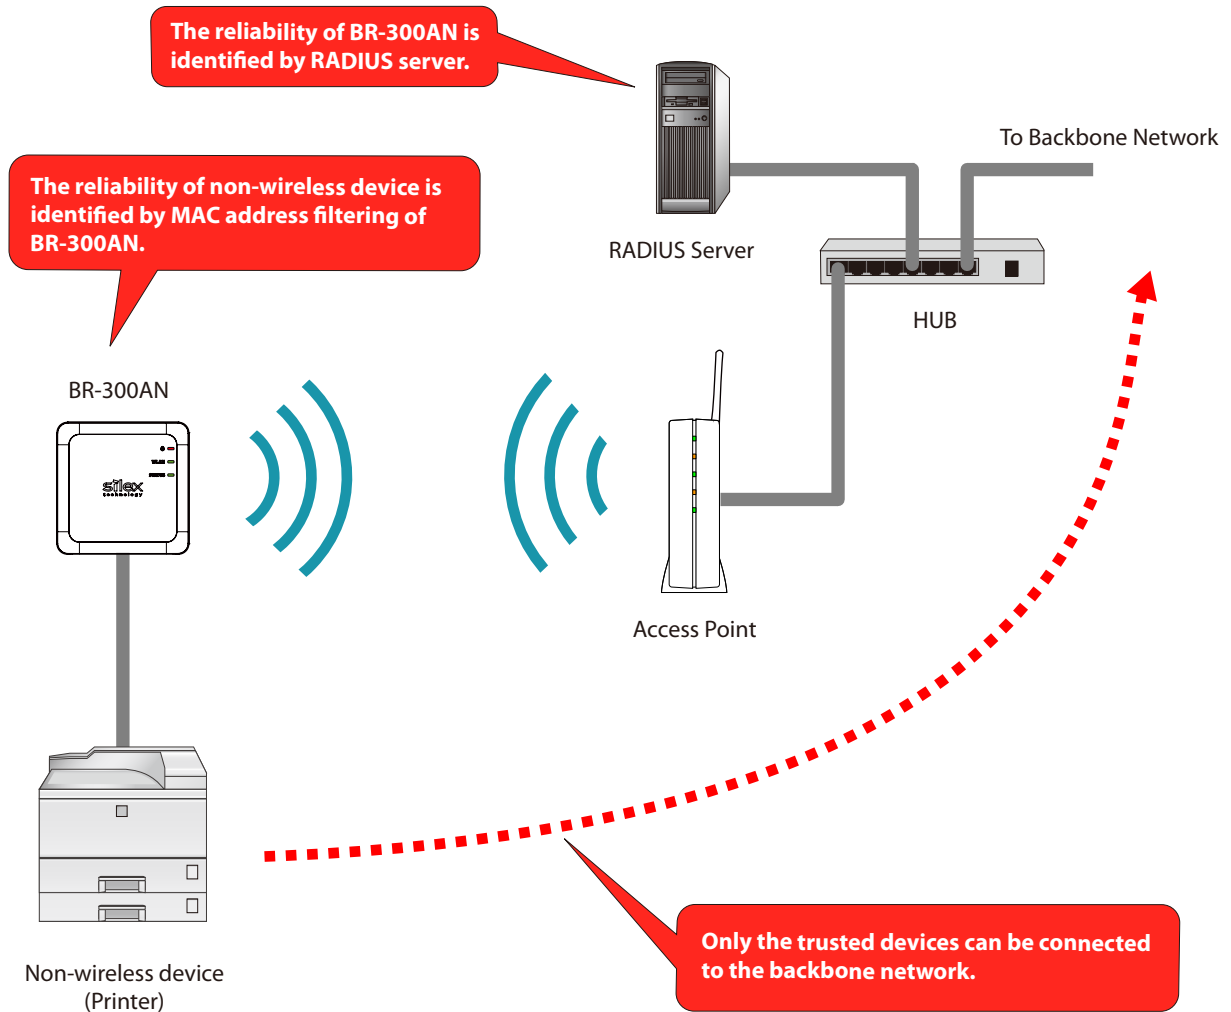 The reliability of BR-300AN is
identified by RADIUS server.
To Backbone Network
The reliability of non-wireless device is
identified by MAC address filtering of
BR-300AN.
RADIUS Server
HUB
BR-300AN
silex
technology
Access Point
Only the trusted devices can be connected
to the backbone network.
Non-wireless device
(Printer)